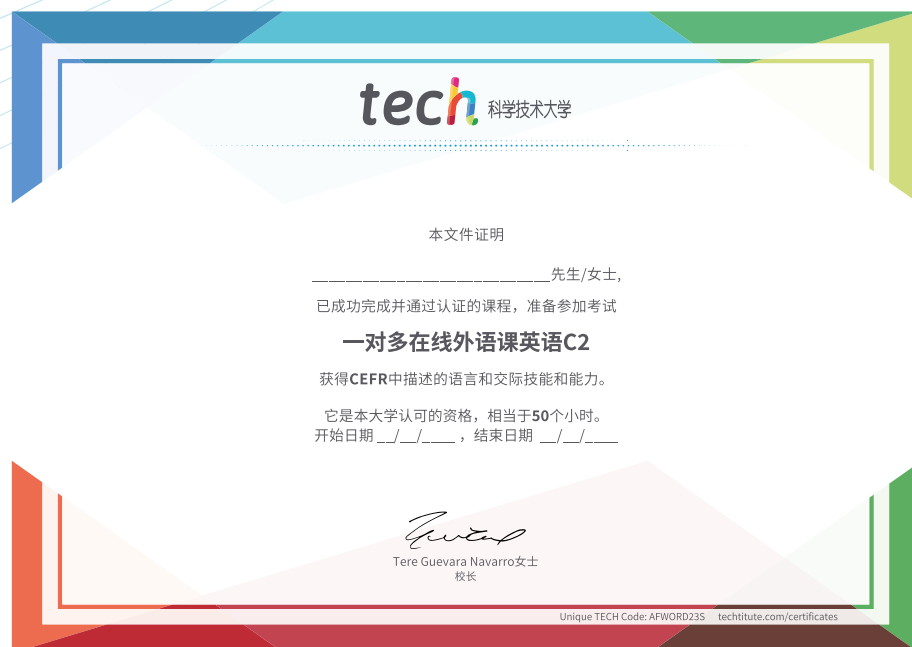 tech 科学技术大学
本文件证明
____________________________先生/女士,
已成功完成并通过认证的课程，准备参加考试
一对多在线外语课英语C2
获得CEFR中描述的语言和交际技能和能力。
它是本大学认可的资格，相当于50个小时。
开始日期 __/__/____ ，结束日期 __/__/____
Tere Guevara Navarro女士
校长
Unique TECH Code: AFWORD23S techtitute.com/certificates